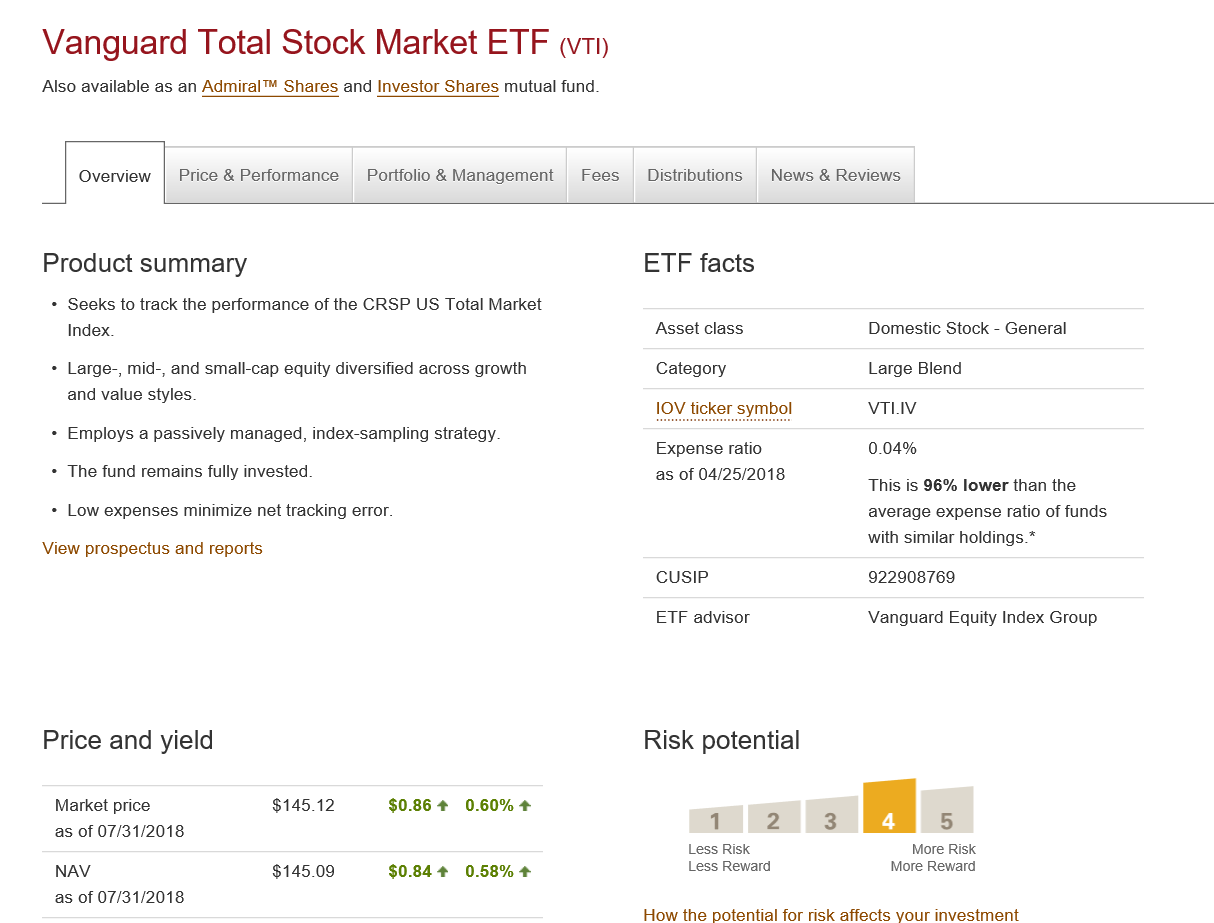 Vanguard Total Stock Market ETF (VTI)
Also available as an Admiral™ Shares and Investor Shares mutual fund.
Overview
Price & Performance
Portfolio & Management
Fees
Distributions
News & Reviews
Product summary
• Seeks to track the performance of the CRSP US Total Market
Index.
• Large-, mid-, and small-cap equity diversified across growth
and value styles.
• Employs a passively managed, index-sampling strategy.
• The fund remains fully invested.
• Low expenses minimize net tracking error.
View prospectus and reports
ETF facts
Asset class Domestic Stock - General
Category Large Blend
IOV ticker symbol VTI.IV
Expense ratio 0.04%
as of 04/25/2018
This is 96% lower than the
average expense ratio of funds
with similar holdings.*
CUSIP 922908769
ETF advisor Vanguard Equity Index Group
Price and yield
Market price $145.12 $0.86 0.60%
as of 07/31/2018
NAV $145.09 $0.84 0.58%
as of 07/31/2018
Risk potential
1 2 3 4 5
Less Risk More Risk
Less Reward More Reward
How the potential for risk affects your investment